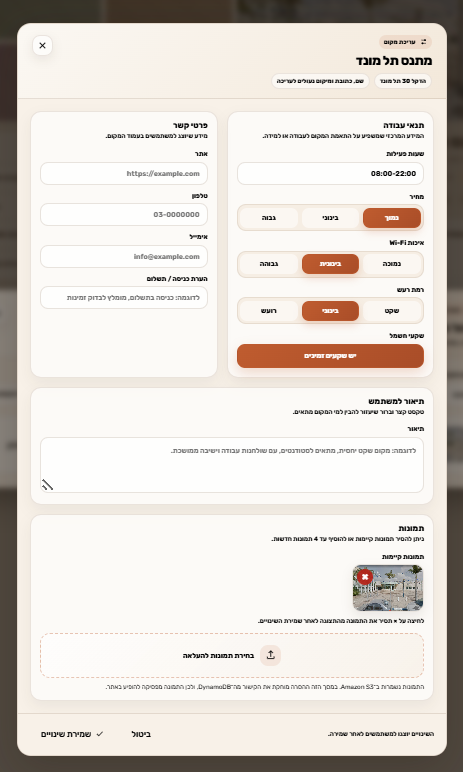 עריכת מקום
מתנס תל מונד
הדקל 30 תל מונד
שם, כתובת ומיקום נעולים לעריכה
תנאי עבודה
המידע המרכזי שמשפיע על התאמת המקום לעבודה או למידה.
שעות פעילות
08:00-22:00
מחיר
נמוך
בינוני
גבוה
איכות Wi-Fi
נמוכה
בינונית
גבוהה
רמת רעש
שקט
בינוני
רועש
שקעי חשמל
יש שקעים זמינים
פרטי קשר
מידע שיוצג למשתמשים בעמוד המקום.
אתר
https://example.com
טלפון
03-0000000
אימייל
info@example.com
הערת כניסה / תשלום
לדוגמה: כניסה בתשלום, מומלץ לבדוק זמינות
תיאור למשתמש
טקסט קצר וברור שיעזור להבין למי המקום מתאים.
תיאור
לדוגמה: מקום שקט יחסית, מתאים לסטודנטים, עם שולחנות עבודה וישיבה ממושכת.
תמונות
ניתן להסיר תמונות קיימות או להוסיף עד 4 תמונות חדשות.
תמונות קיימות
לחיצה על × תסיר את התמונה מהתצוגה לאחר שמירת השינויים.
בחירת תמונות להעלאה
התמונות נשמרות ב־Amazon S3. במסך הזה ההסרה מוחקת את הקישור מה־DynamoDB, ולכן התמונה מפסיקה להופיע באתר.
השינויים יוצגו למשתמשים לאחר שמירה.
ביטול
שמירת שינויים